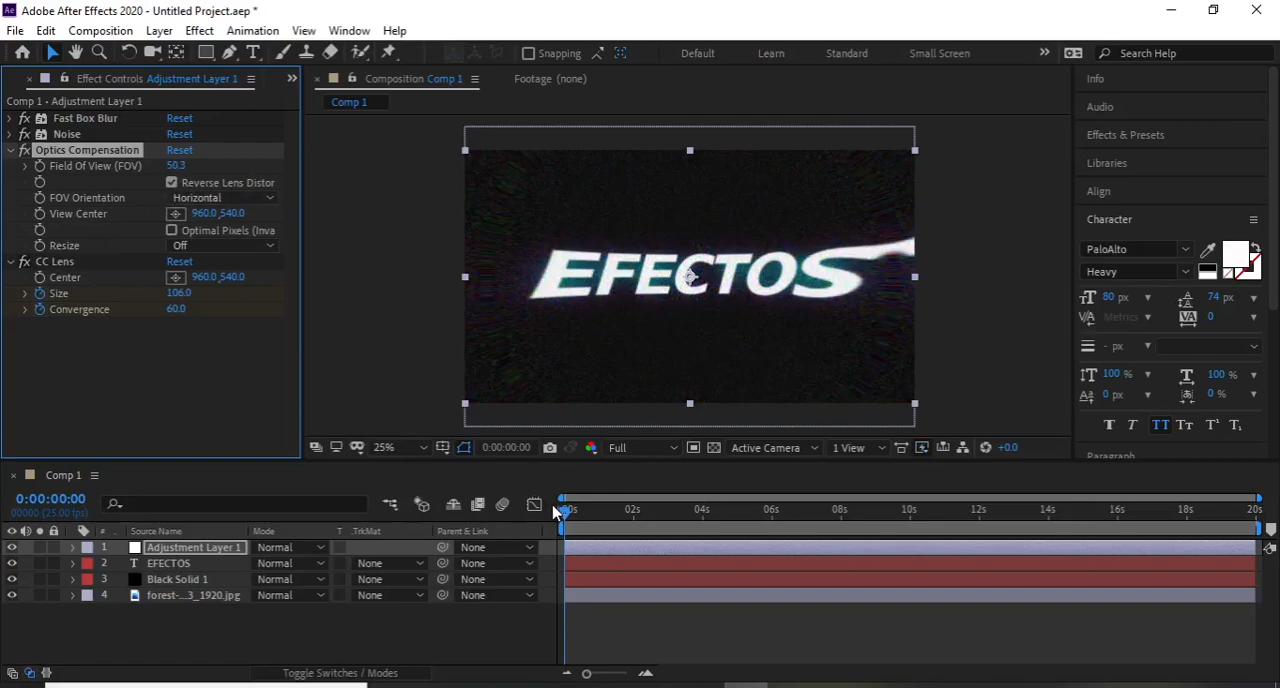 Adobe After Effects 2020 - Untitled Project.aep *
File Edit Composition Layer Effect Animation View Window Help
Snapping Default Learn Standard Small Screen Search Help
Effect Controls Adjustment Layer 1 Composition Comp 1 Footage (none)
Comp 1 • Adjustment Layer 1
Comp 1
Fast Box Blur Reset
Noise Reset
Optics Compensation Reset
Field Of View (FOV) 50.3
Reverse Lens Distor
FOV Orientation Horizontal
View Center 960.0,540.0
Optimal Pixels (Inva
Resize Off
CC Lens Reset
Center 960.0,540.0
Size 106.0
Convergence 60.0
EFECTOS
25% 0:00:00:00 Full Active Camera 1 View +0.0
Info
Audio
Effects & Presets
Libraries
Align
Character
PaloAlto
Heavy
80 px 74 px
Metrics 0
- px
100 % 100 %
0 px 0 %
T T TT Tt T¹ T₁
Paragraph
Comp 1
0:00:00:00
00000 (25.00 fps)
00s 02s 04s 06s 08s 10s 12s 14s 16s 18s 20s
# Source Name Mode T .TrkMat Parent & Link
1 Adjustment Layer 1 Normal None
2 T EFECTOS Normal None None
3 Black Solid 1 Normal None None
4 forest-...3_1920.jpg Normal None None
Toggle Switches / Modes